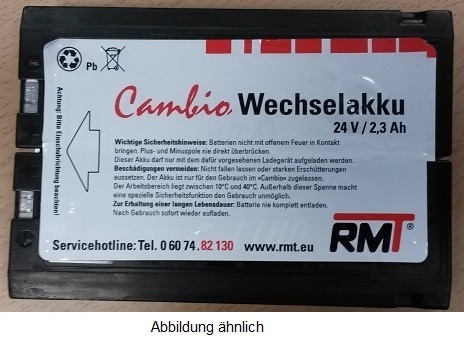 Pb
Achtung: Bitte Einschubrichtung beachten!
Cambio Wechselakku
24 V / 2,3 Ah
Wichtige Sicherheitshinweise: Batterien nicht mit offenem Feuer in Kontakt
bringen. Plus- und Minuspole nie direkt überbrücken.
Dieser Akku darf nur mit dem dafür vorgesehenen Ladegerät aufgeladen werden.
Beschädigungen vermeiden: Nicht fallen lassen oder starken Erschütterungen
aussetzen. Der Akku ist nur für den Gebrauch im »Cambio« zugelassen.
Der Arbeitsbereich liegt zwischen 10°C und 40°C. Außerhalb dieser Spanne macht
eine spezielle Sicherung den Gebrauch unmöglich.
Zur Erhaltung einer langen Lebensdauer: Batterie nie komplett entladen.
Nach Gebrauch sofort wieder aufladen.
Servicehotline: Tel. 0 60 74. 82 130 www.rmt.eu
RMT®
Abbildung ähnlich